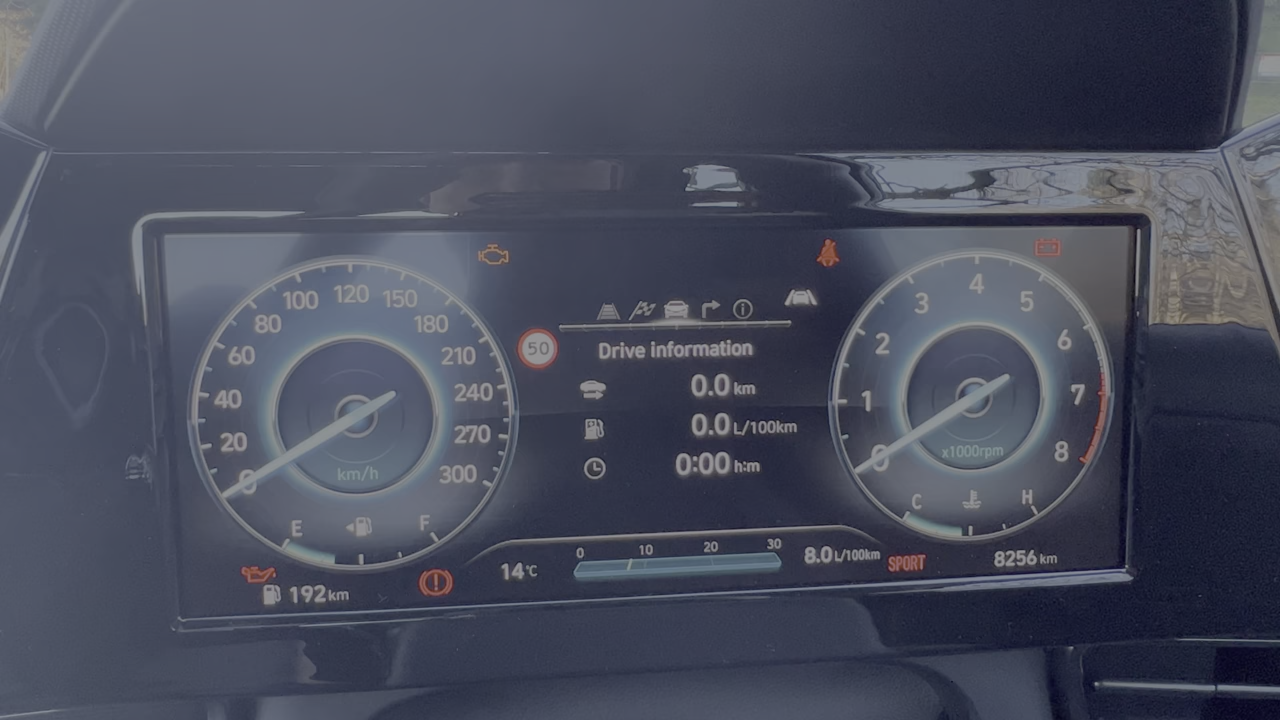 0
20
40
60
80
100
120
150
180
210
240
270
300
km/h
E
F
192 km
50
Drive information
0.0 km
0.0 L/100km
0:00 h:m
14°C
0 10 20 30
8.0 L/100km
0
1
2
3
4
5
6
7
8
x1000rpm
C
H
SPORT
8256 km